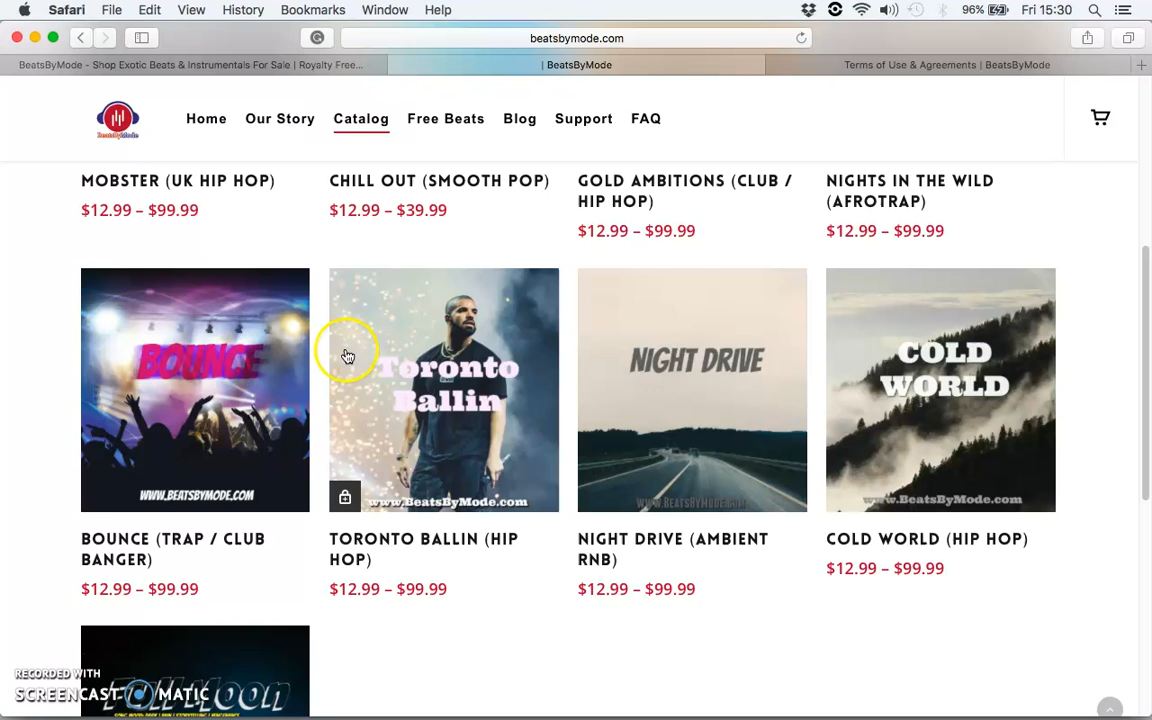 Safari File Edit View History Bookmarks Window Help 96% Fri 15:30
beatsbymode.com
BeatsByMode - Shop Exotic Beats & Instrumentals For Sale | Royalty Free... | BeatsByMode Terms of Use & Agreements | BeatsByMode
BeatsByMode
Home Our Story Catalog Free Beats Blog Support FAQ
MOBSTER (UK HIP HOP)
$12.99 – $99.99
CHILL OUT (SMOOTH POP)
$12.99 – $39.99
GOLD AMBITIONS (CLUB /
HIP HOP)
$12.99 – $99.99
NIGHTS IN THE WILD
(AFROTRAP)
$12.99 – $99.99
BOUNCE
WWW.BEATSBYMODE.COM
Toronto
Ballin
www.BeatsByMode.com
NIGHT DRIVE
WWW.BEATSBYMODE.COM
COLD
WORLD
www.BeatsByMode.com
BOUNCE (TRAP / CLUB
BANGER)
$12.99 – $99.99
TORONTO BALLIN (HIP
HOP)
$12.99 – $99.99
NIGHT DRIVE (AMBIENT
RNB)
$12.99 – $99.99
COLD WORLD (HIP HOP)
$12.99 – $99.99
Full Moon
RECORDED WITH
SCREENCAST MATIC